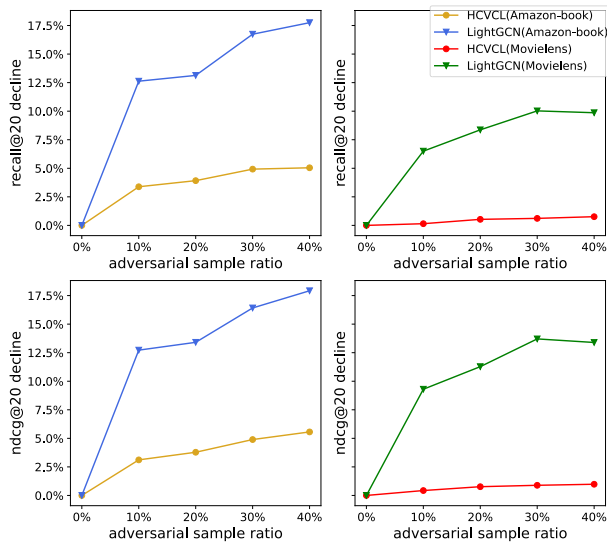 HCVCL(Amazon-book)
LightGCN(Amazon-book)
HCVCL(Movielens)
LightGCN(Movielens)
recall@20 decline
17.5%
15.0%
12.5%
10.0%
7.5%
5.0%
2.5%
0.0%
0% 10% 20% 30% 40%
adversarial sample ratio
recall@20 decline
0% 10% 20% 30% 40%
adversarial sample ratio
ndcg@20 decline
17.5%
15.0%
12.5%
10.0%
7.5%
5.0%
2.5%
0.0%
0% 10% 20% 30% 40%
adversarial sample ratio
ndcg@20 decline
0% 10% 20% 30% 40%
adversarial sample ratio